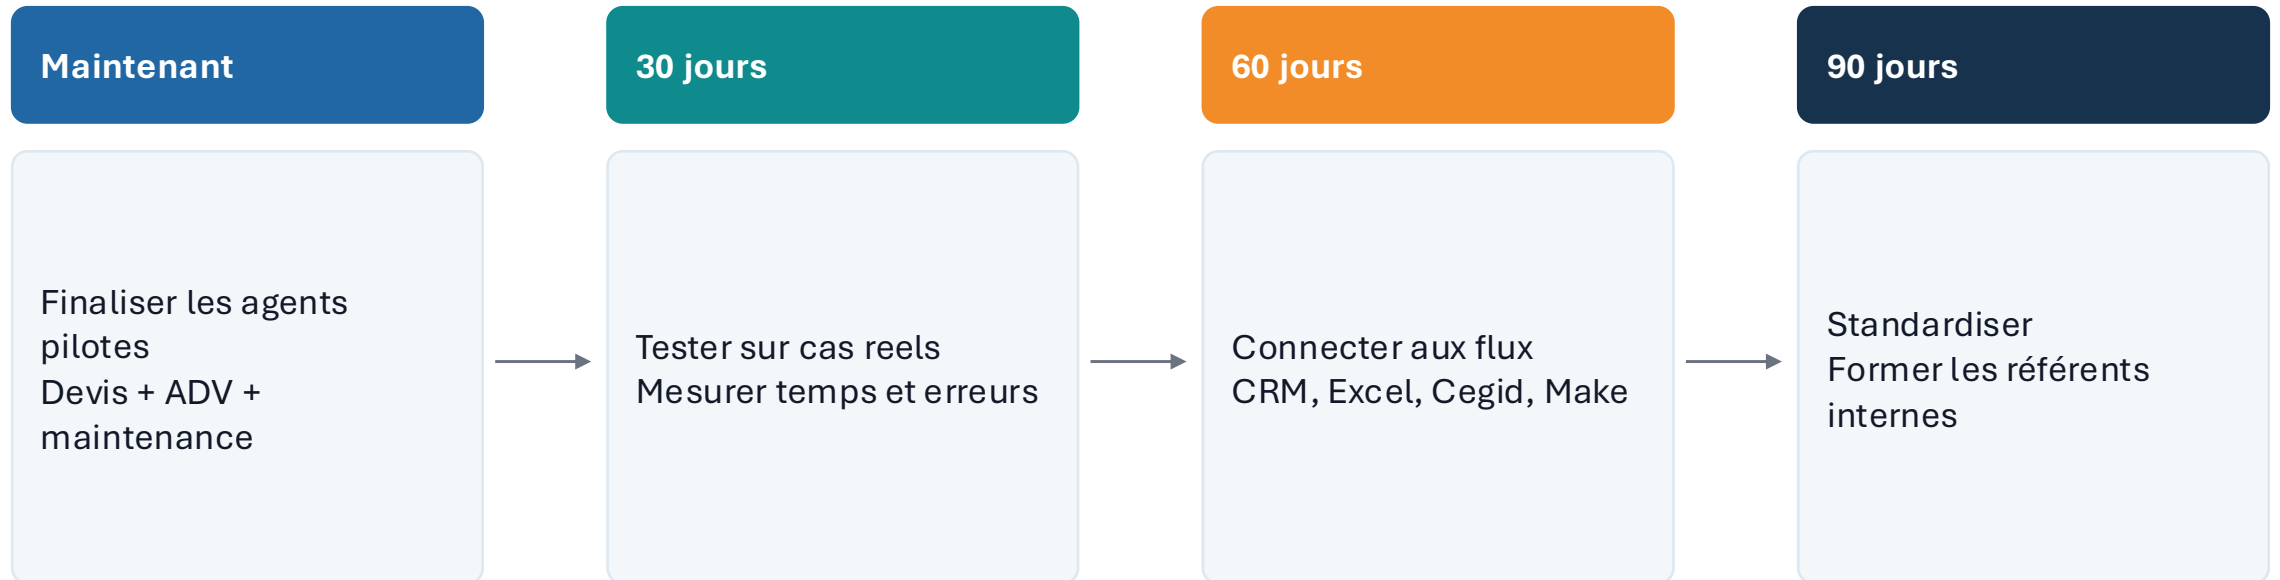 Maintenant
Finaliser les agents
pilotes
Devis + ADV +
maintenance
30 jours
Tester sur cas reels
Mesurer temps et erreurs
60 jours
Connecter aux flux
CRM, Excel, Cegid, Make
90 jours
Standardiser
Former les référents
internes